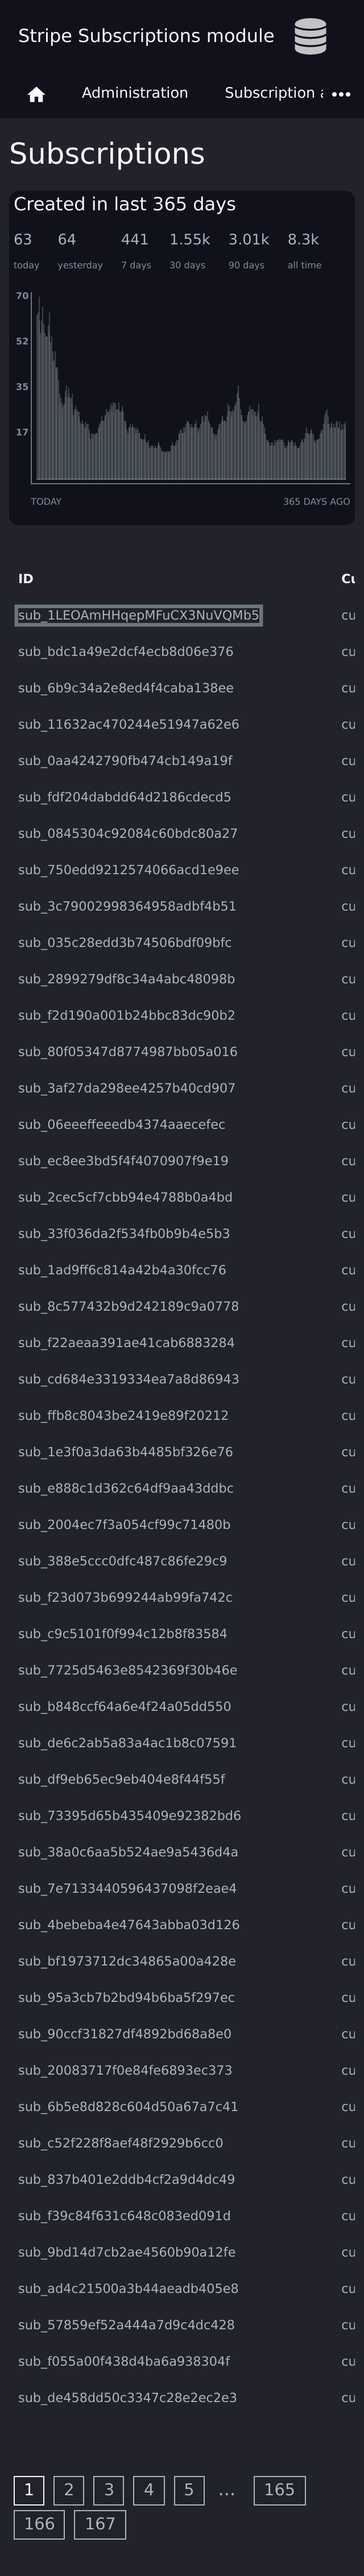 Stripe Subscriptions module
Administration Subscription a
Subscriptions
Created in last 365 days
63 64 441 1.55k 3.01k 8.3k
today yesterday 7 days 30 days 90 days all time
70
52
35
17
TODAY 365 DAYS AGO
ID Cu
sub_1LEOAmHHqepMFuCX3NuVQMb5 cu
sub_bdc1a49e2dcf4ecb8d06e376 cu
sub_6b9c34a2e8ed4f4caba138ee cu
sub_11632ac470244e51947a62e6 cu
sub_0aa4242790fb474cb149a19f cu
sub_fdf204dabdd64d2186cdecd5 cu
sub_0845304c92084c60bdc80a27 cu
sub_750edd9212574066acd1e9ee cu
sub_3c79002998364958adbf4b51 cu
sub_035c28edd3b74506bdf09bfc cu
sub_2899279df8c34a4abc48098b cu
sub_f2d190a001b24bbc83dc90b2 cu
sub_80f05347d8774987bb05a016 cu
sub_3af27da298ee4257b40cd907 cu
sub_06eeeffeeedb4374aaecefec cu
sub_ec8ee3bd5f4f4070907f9e19 cu
sub_2cec5cf7cbb94e4788b0a4bd cu
sub_33f036da2f534fb0b9b4e5b3 cu
sub_1ad9ff6c814a42b4a30fcc76 cu
sub_8c577432b9d242189c9a0778 cu
sub_f22aeaa391ae41cab6883284 cu
sub_cd684e3319334ea7a8d86943 cu
sub_ffb8c8043be2419e89f20212 cu
sub_1e3f0a3da63b4485bf326e76 cu
sub_e888c1d362c64df9aa43ddbc cu
sub_2004ec7f3a054cf99c71480b cu
sub_388e5ccc0dfc487c86fe29c9 cu
sub_f23d073b699244ab99fa742c cu
sub_c9c5101f0f994c12b8f83584 cu
sub_7725d5463e8542369f30b46e cu
sub_b848ccf64a6e4f24a05dd550 cu
sub_de6c2ab5a83a4ac1b8c07591 cu
sub_df9eb65ec9eb404e8f44f55f cu
sub_73395d65b435409e92382bd6 cu
sub_38a0c6aa5b524ae9a5436d4a cu
sub_7e7133440596437098f2eae4 cu
sub_4bebeba4e47643abba03d126 cu
sub_bf1973712dc34865a00a428e cu
sub_95a3cb7b2bd94b6ba5f297ec cu
sub_90ccf31827df4892bd68a8e0 cu
sub_20083717f0e84fe6893ec373 cu
sub_6b5e8d828c604d50a67a7c41 cu
sub_c52f228f8aef48f2929b6cc0 cu
sub_837b401e2ddb4cf2a9d4dc49 cu
sub_f39c84f631c648c083ed091d cu
sub_9bd14d7cb2ae4560b90a12fe cu
sub_ad4c21500a3b44aeadb405e8 cu
sub_57859ef52a444a7d9c4dc428 cu
sub_f055a00f438d4ba6a938304f cu
sub_de458dd50c3347c28e2ec2e3 cu
1 2 3 4 5 … 165
166 167